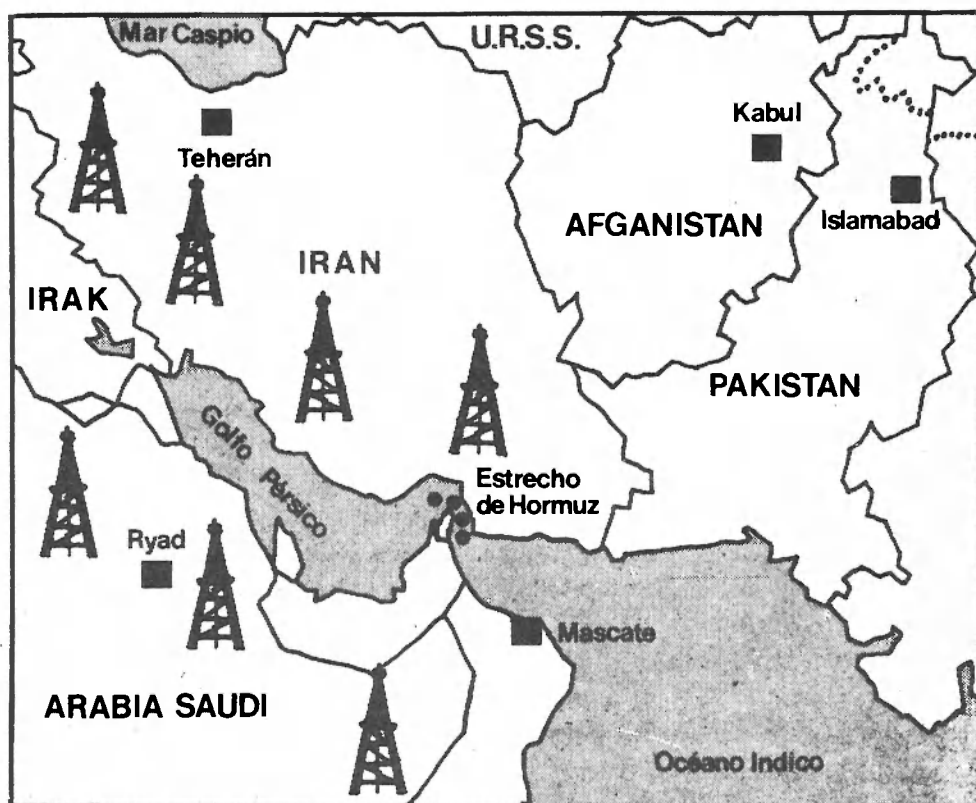 Mar Caspio
U.R.S.S.
Teherán
Kabul
Islamabad
AFGANISTAN
IRAN
IRAK
PAKISTAN
Golfo
Pérsico
Estrecho
de Hormuz
Ryad
Mascate
ARABIA SAUDI
Océano Indico